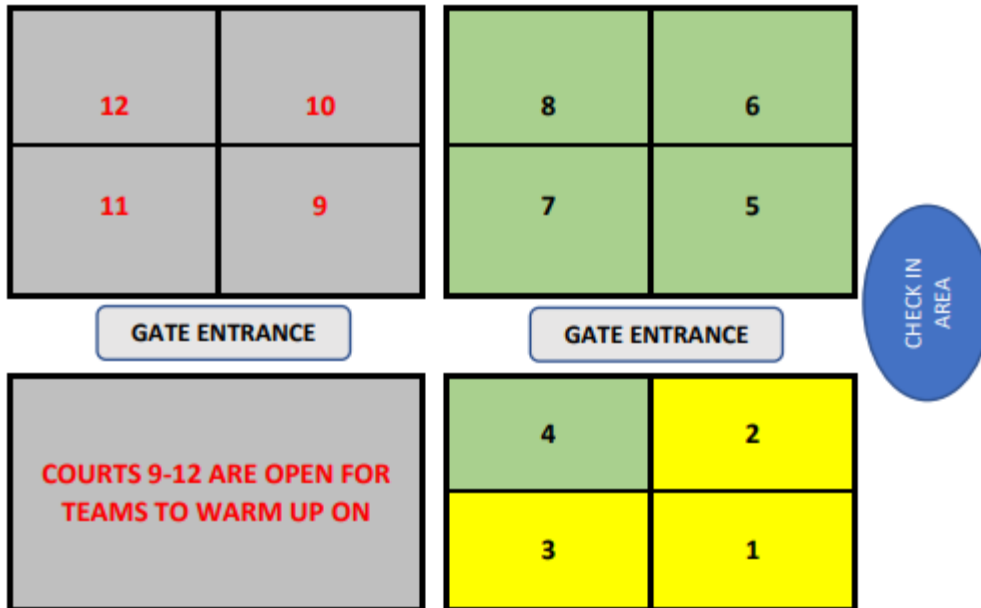 12 10
11 9
8 6
7 5
GATE ENTRANCE
GATE ENTRANCE
CHECK IN
AREA
COURTS 9-12 ARE OPEN FOR
TEAMS TO WARM UP ON
4 2
3 1